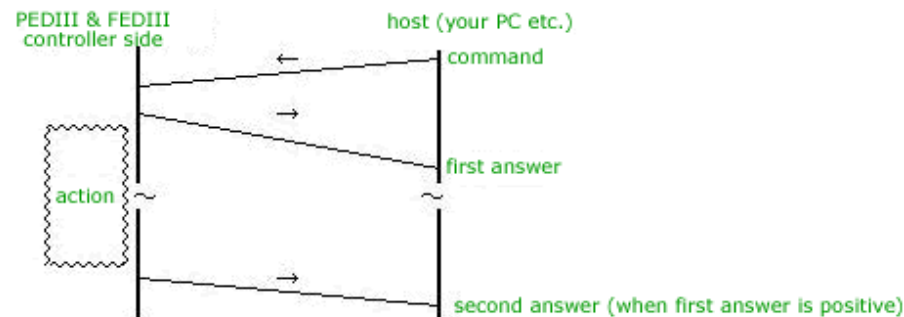 PEDIII & FEDIII
controller side
host (your PC etc.)
command
first answer
action
second answer (when first answer is positive)